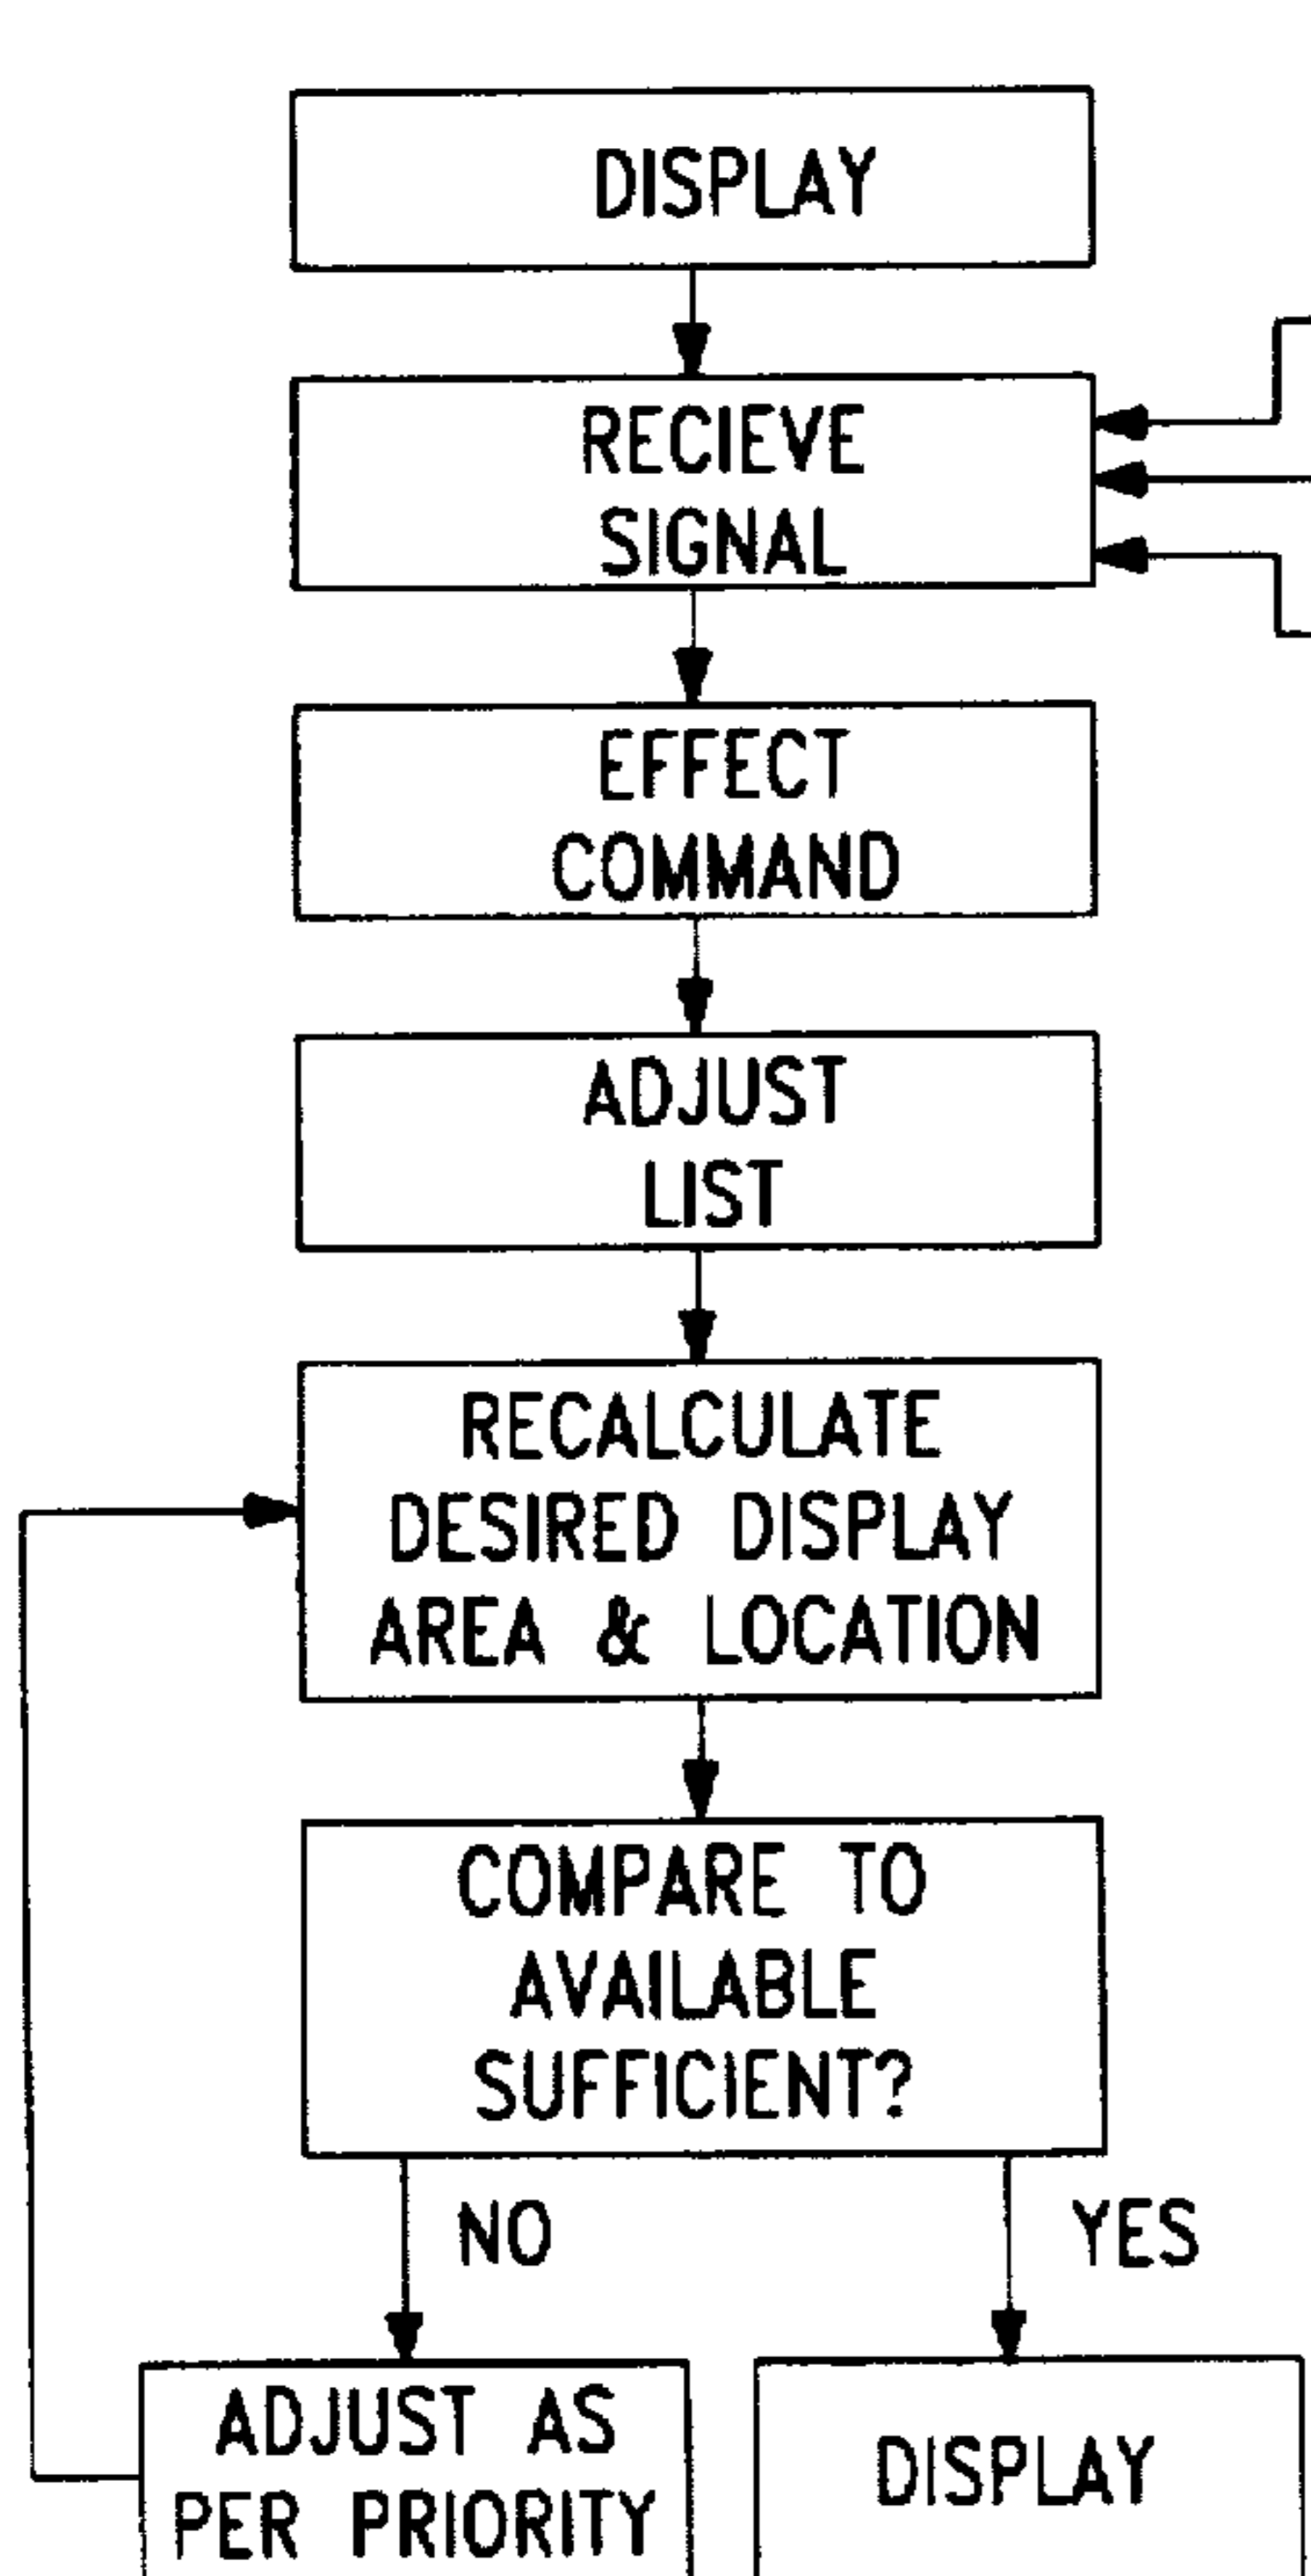 DISPLAY
RECIEVE
SIGNAL
EFFECT
COMMAND
ADJUST
LIST
RECALCULATE
DESIRED DISPLAY
AREA & LOCATION
COMPARE TO
AVAILABLE
SUFFICIENT?
NO
YES
ADJUST AS
PER PRIORITY
DISPLAY